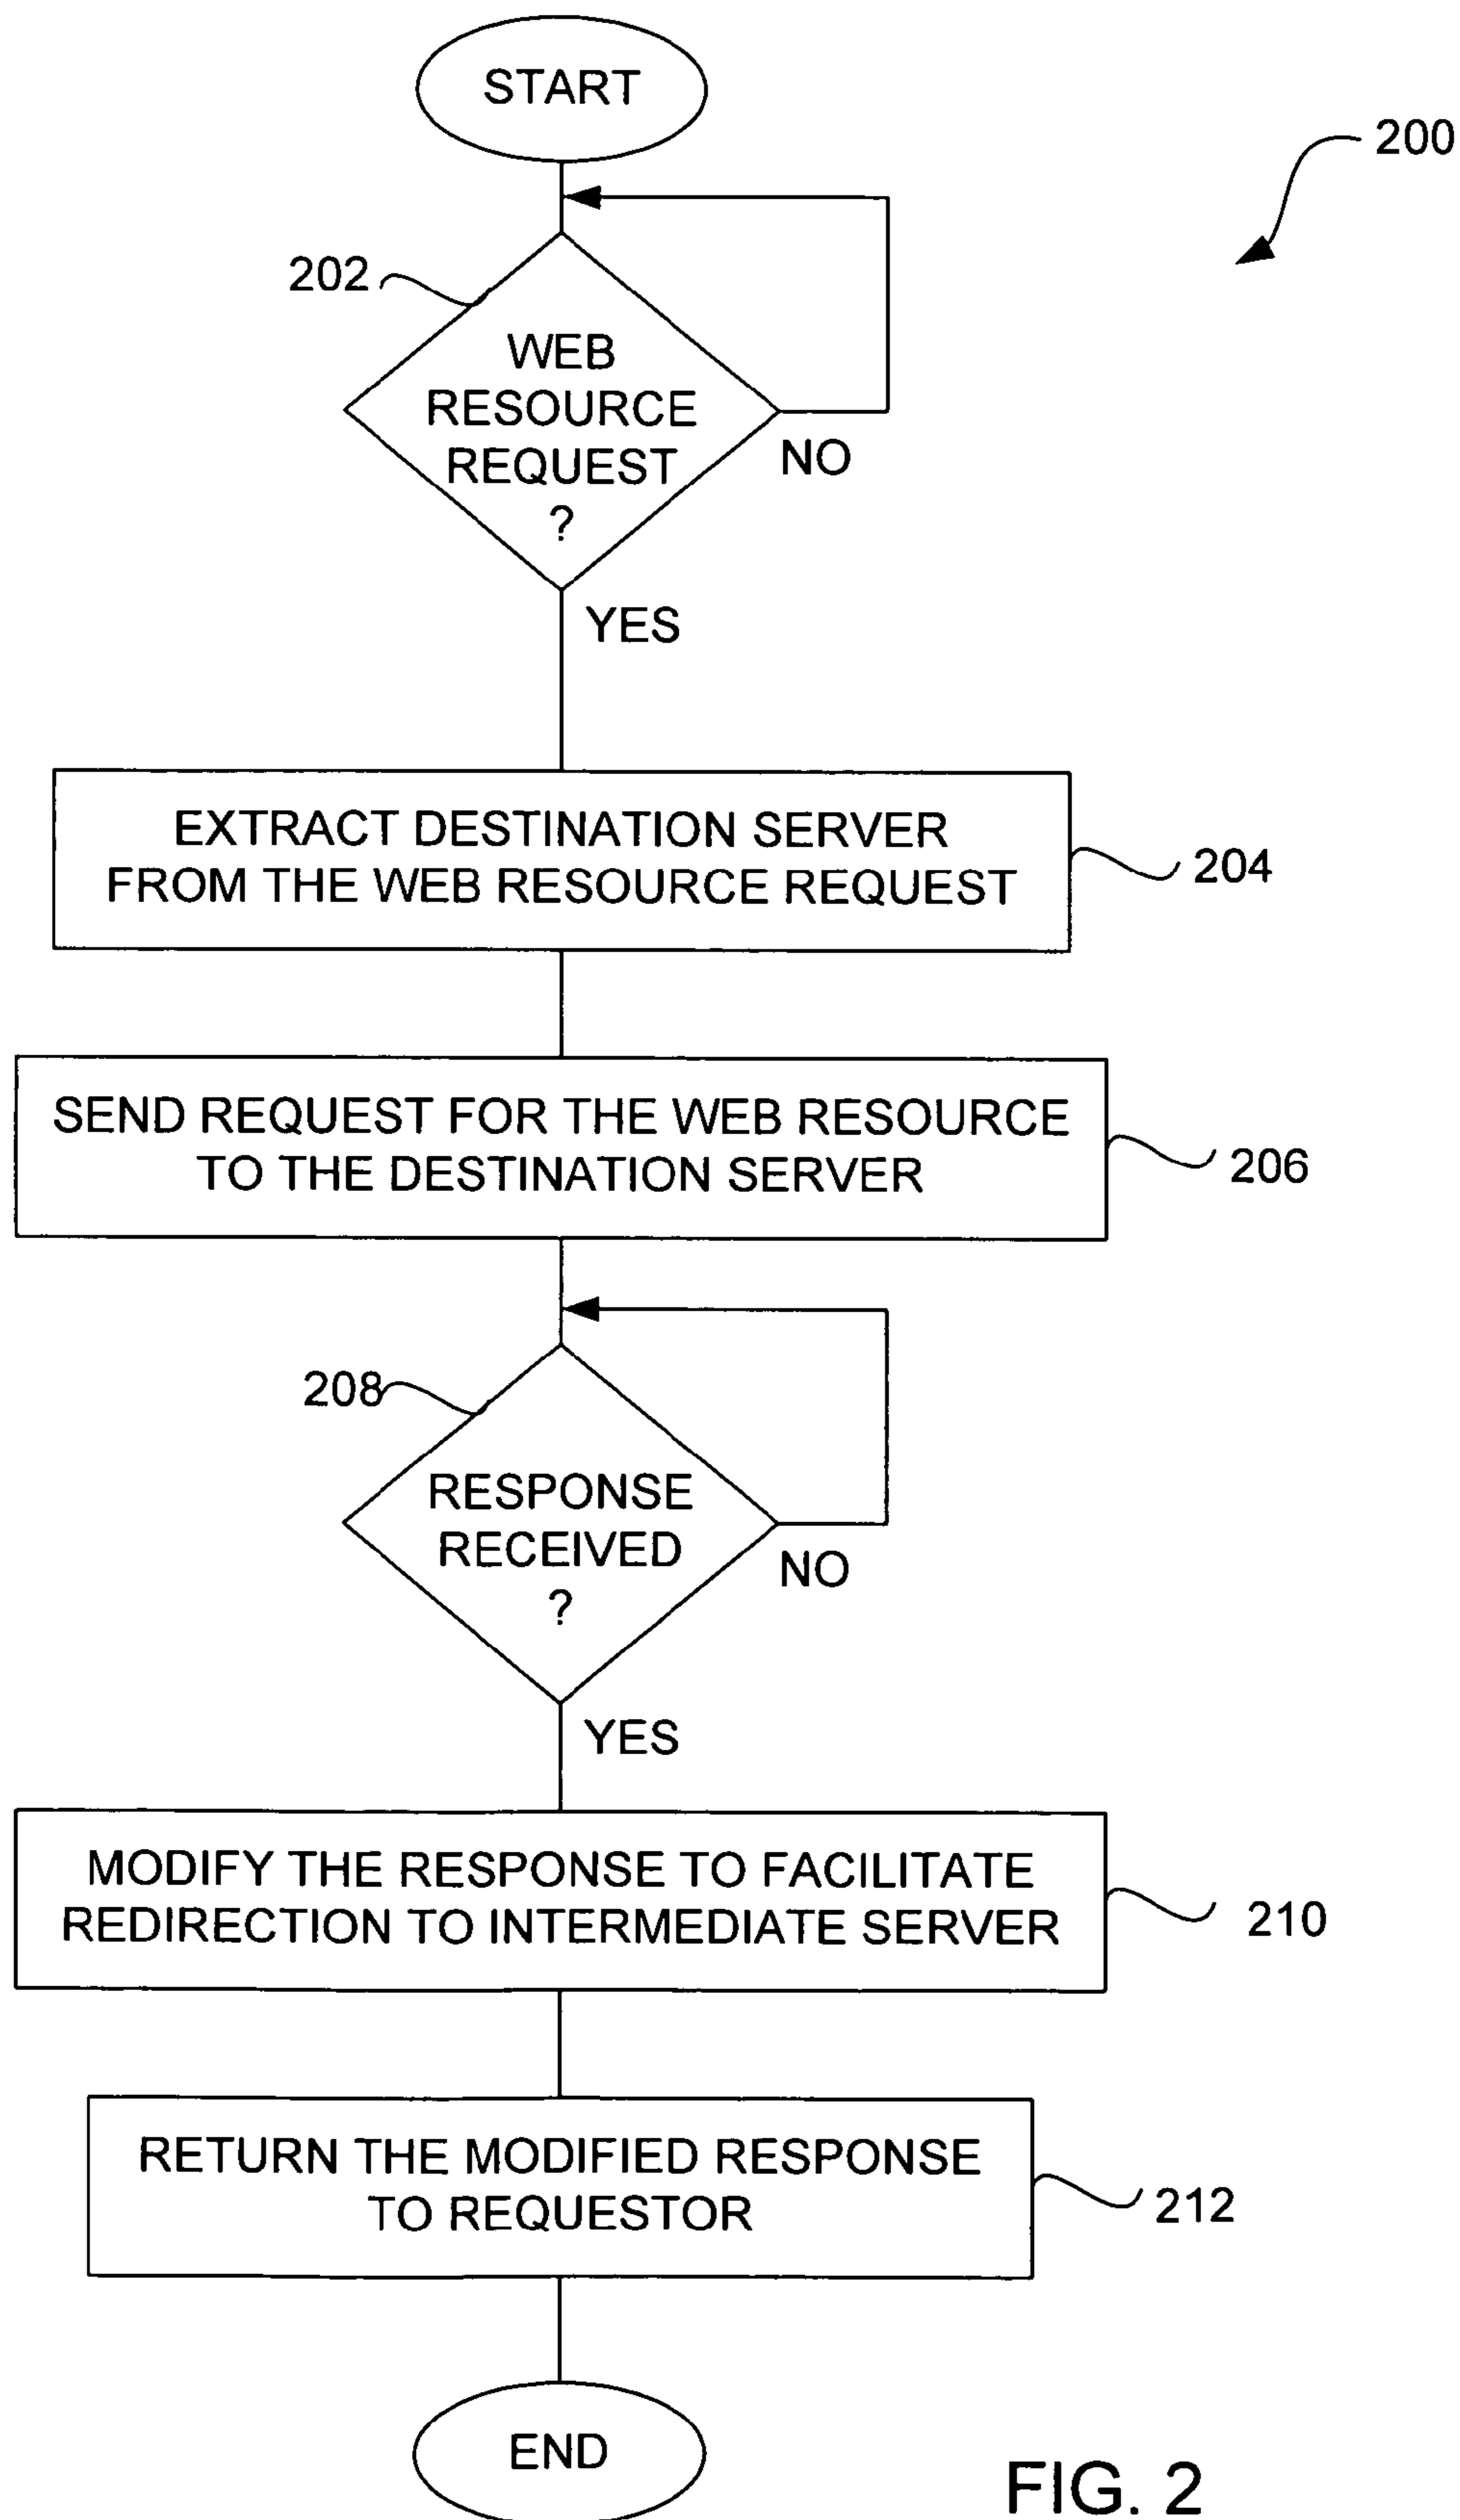 START
200
202
WEB
RESOURCE
REQUEST
?
NO
YES
EXTRACT DESTINATION SERVER
FROM THE WEB RESOURCE REQUEST
204
SEND REQUEST FOR THE WEB RESOURCE
TO THE DESTINATION SERVER
206
208
RESPONSE
RECEIVED
?
NO
YES
MODIFY THE RESPONSE TO FACILITATE
REDIRECTION TO INTERMEDIATE SERVER
210
RETURN THE MODIFIED RESPONSE
TO REQUESTOR
212
END
FIG. 2